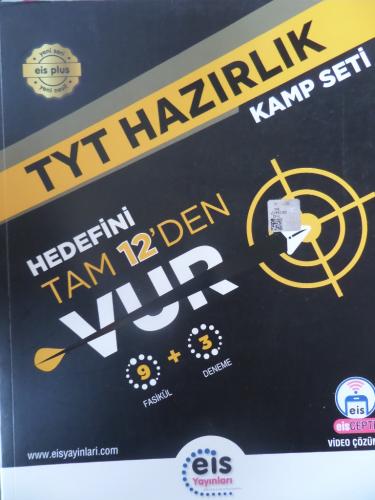 yeni seri
eis plus
yeni nesil
TYT HAZIRLIK
KAMP SETİ
HEDEFİNİ
TAM 12'DEN
VUR
9 + 3
FASİKÜL
DENEME
www.eisyayinlari.com
eis
Yayınları
eis
eisCEPTE
VİDEO ÇÖZÜM